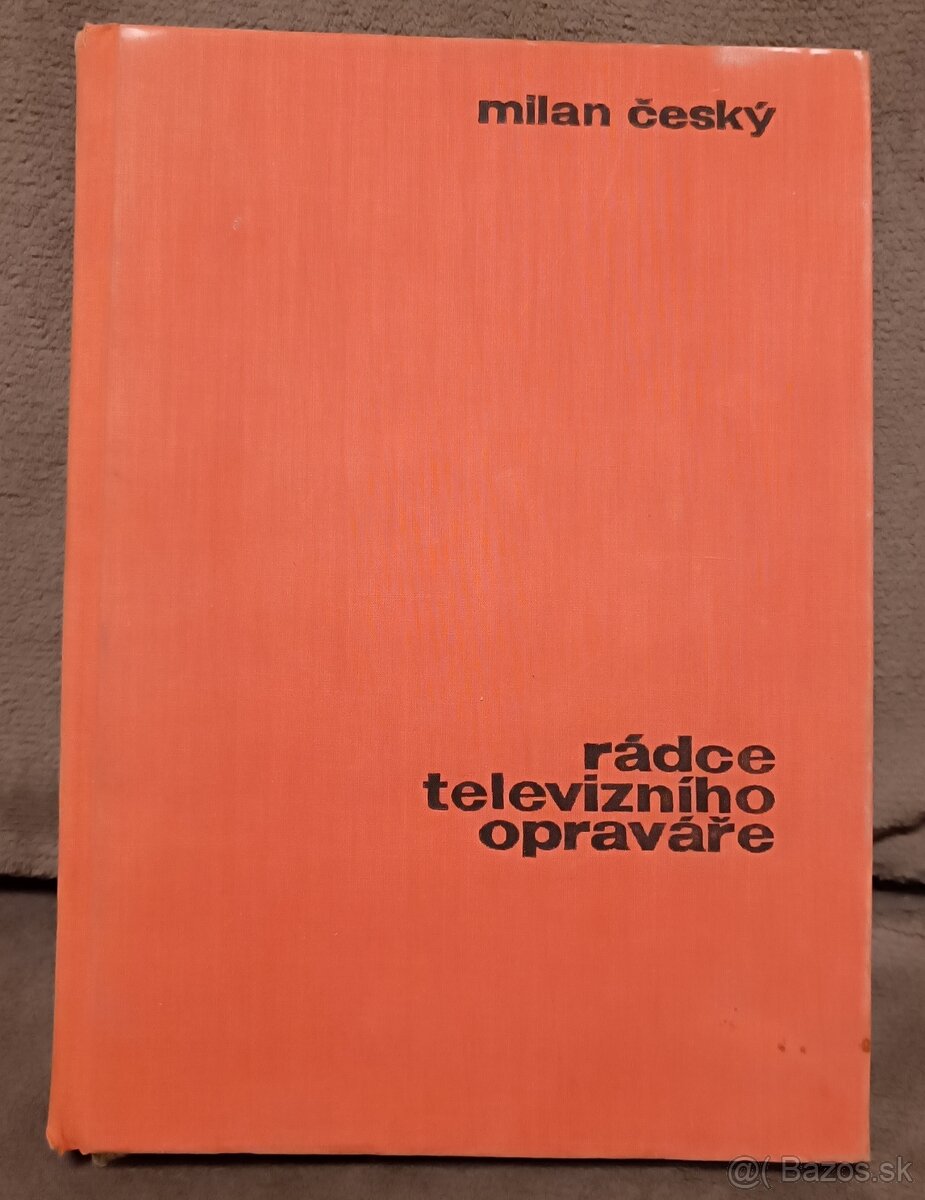 milan český
rádce
televizního
opraváře
@( Bazos.sk